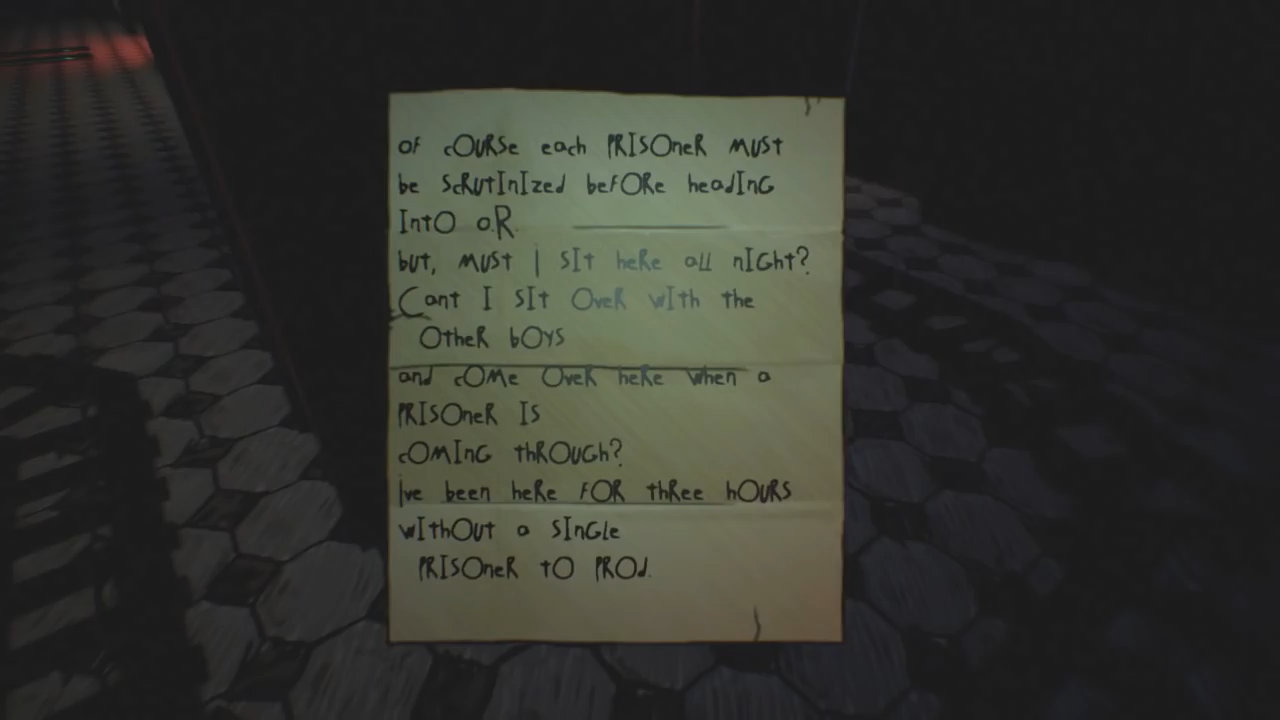 OF cOURSe each PRISOneR MUSt
be ScRUtInIzed beFORe headInG
IntO o.R.
but, MUSt I SIt heRe all nIGht?
Cant I SIt OveR wIth the
OtheR bOYS
and cOMe OveR heRe when a
PRISOneR IS
cOMInG thROUGh?
Ive been heRe FOR thRee hOURS
wIthOUt a SInGle
PRISOneR tO PROd.